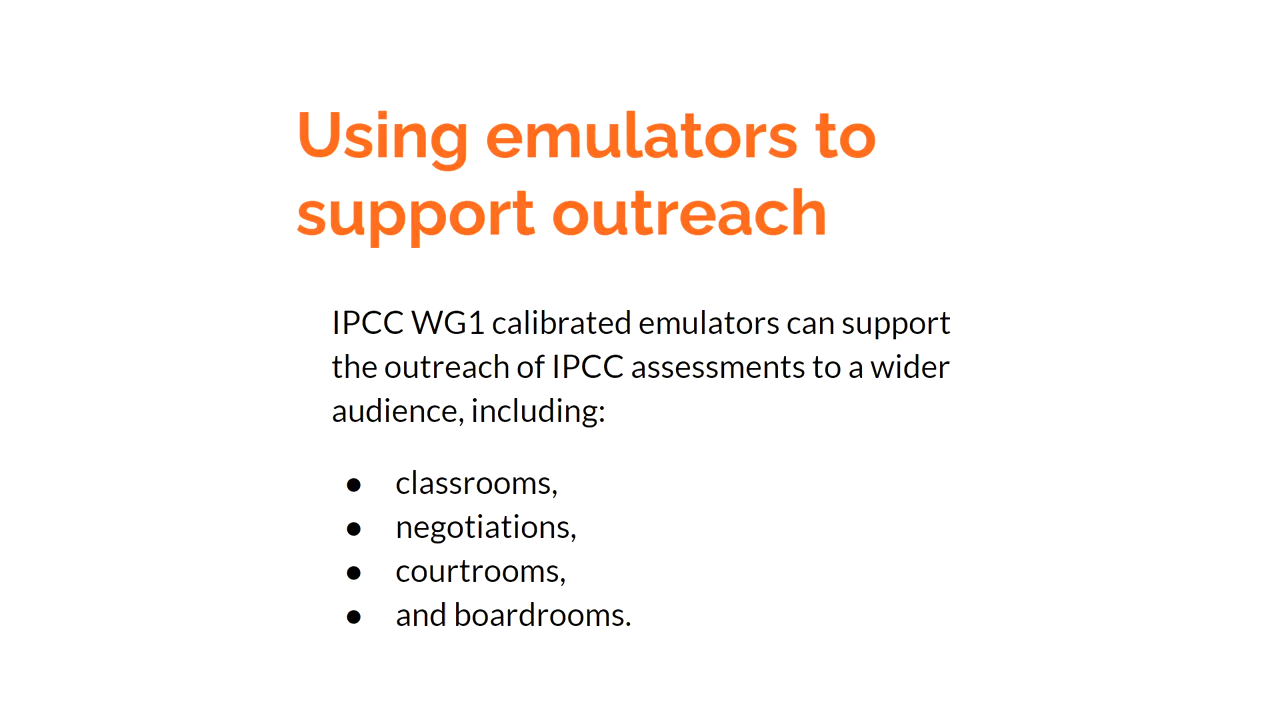 Using emulators to
support outreach
IPCC WG1 calibrated emulators can support
the outreach of IPCC assessments to a wider
audience, including:
● classrooms,
● negotiations,
● courtrooms,
● and boardrooms.